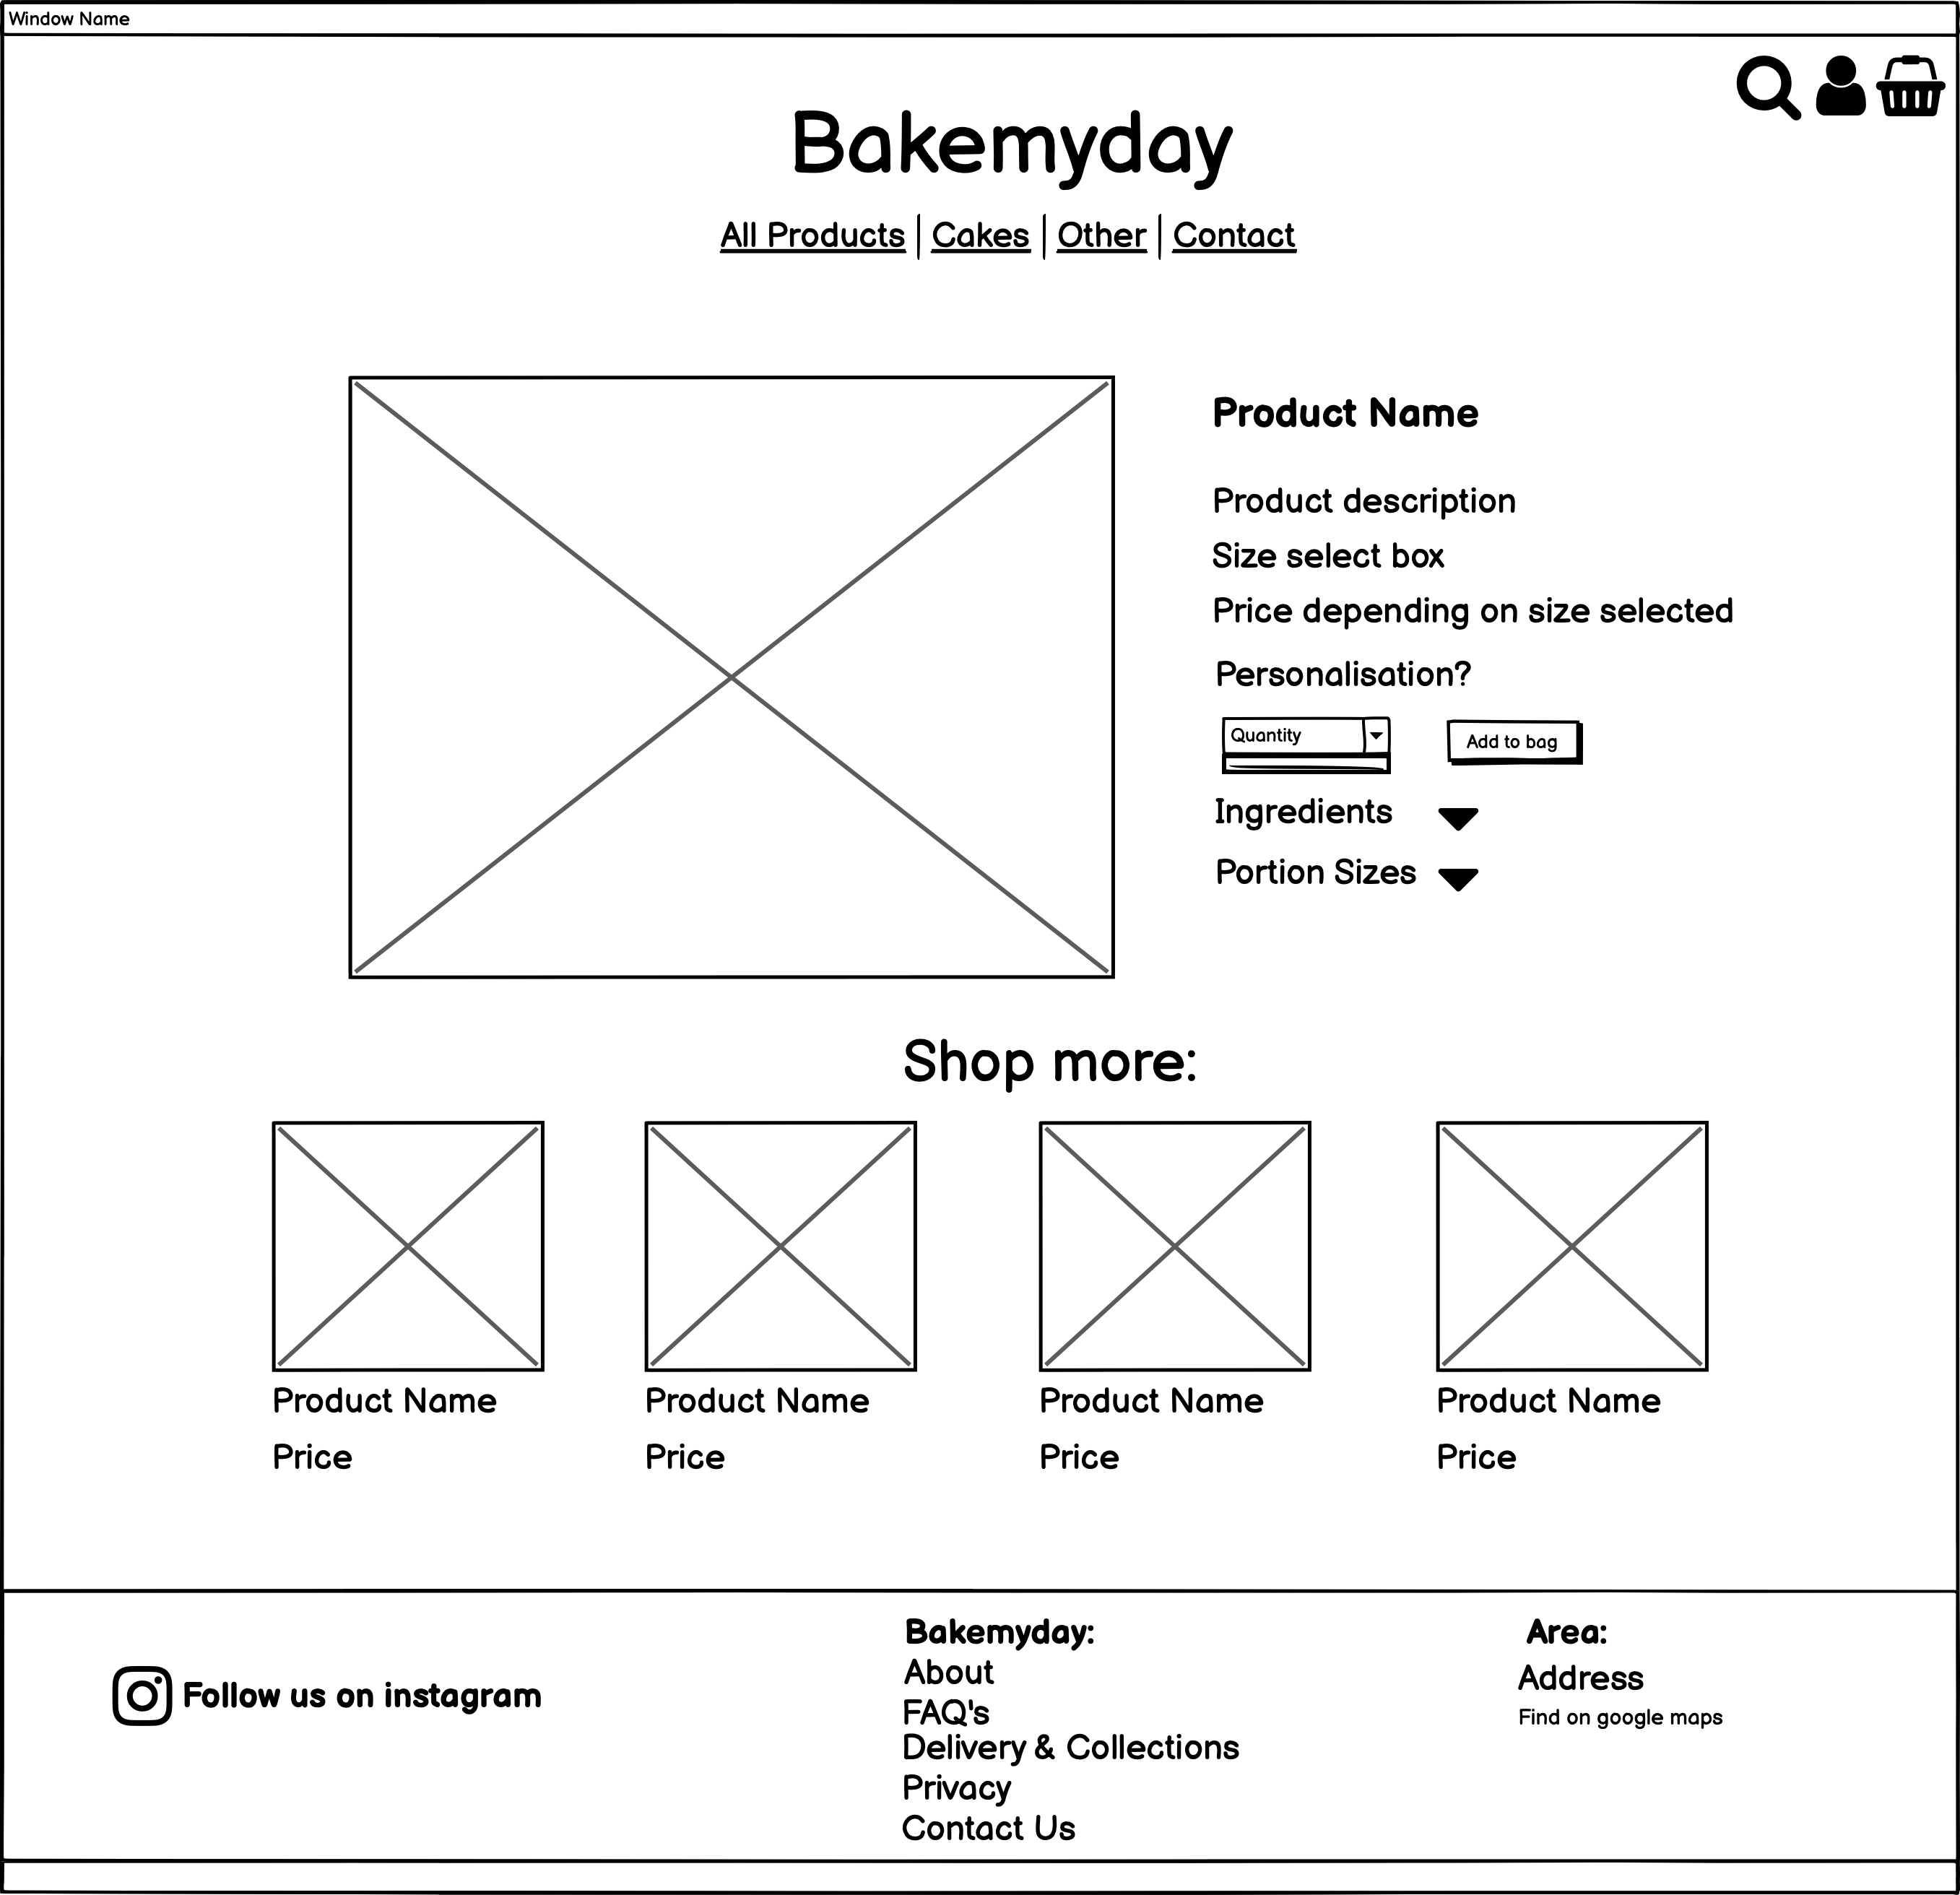 Window Name
Bakemyday
All Products | Cakes | Other | Contact
Product Name
Product description
Size select box
Price depending on size selected
Personalisation?
Quantity
Add to bag
Ingredients
Portion Sizes
Shop more:
Product Name
Price
Product Name
Price
Product Name
Price
Product Name
Price
Follow us on instagram
Bakemyday:
About
FAQ's
Delivery & Collections
Privacy
Contact Us
Area:
Address
Find on google maps